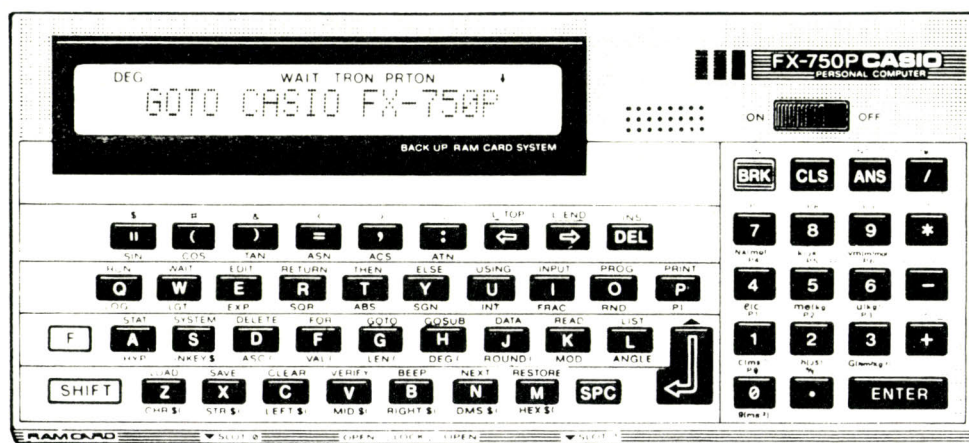 DEG WAIT TRON PRTON ↓
GOTO CASIO FX-750P
BACK UP RAM CARD SYSTEM
FX-750P CASIO
PERSONAL COMPUTER
ON OFF
BRK CLS ANS /
$ # & L.TOP L.END INS
" ( ) = , : ⇦ ⇨ DEL
7 8 9 *
SIN COS TAN ASN ACS ATN
RUN WAIT EDIT RETURN THEN ELSE USING INPUT PROG PRINT
Q W E R T Y U I O P
4 5 6 −
LGT EXP SQR ABS SGN INT FRAC RND PI
STAT SYSTEM DELETE FOR GOTO GOSUB DATA READ LIST
F A S D F G H J K L
1 2 3 +
HYP INKEY$ ASC( VAL( LEN( DEG( ROUND( MOD ANGLE
LOAD SAVE CLEAR VERIFY BEEP NEXT RESTORE
SHIFT Z X C V B N M SPC
0 . ENTER
CHR$( STR$( LEFT$( MID$( RIGHT$( DMS$( HEX$(
RAM CARD ▼SLOT 0 OPEN LOCK OPEN ▼SLOT 1